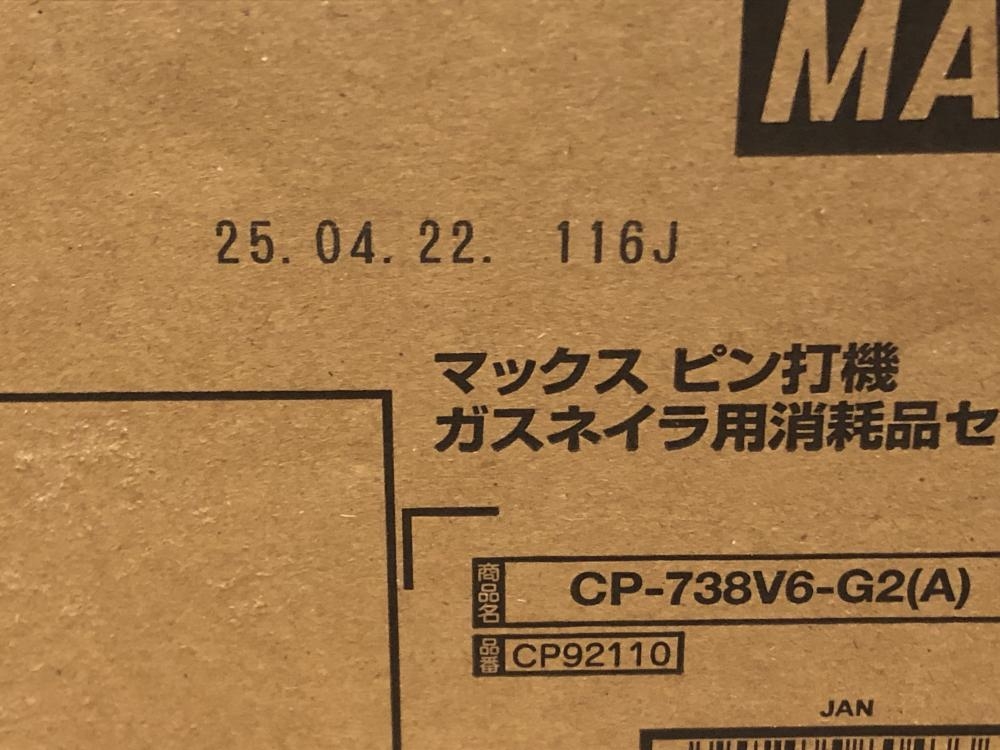 MA
25.04.22. 116J
マックス ピン打機
ガスネイラ用消耗品セ
商品名 CP-738V6-G2(A)
品番 CP92110
JAN